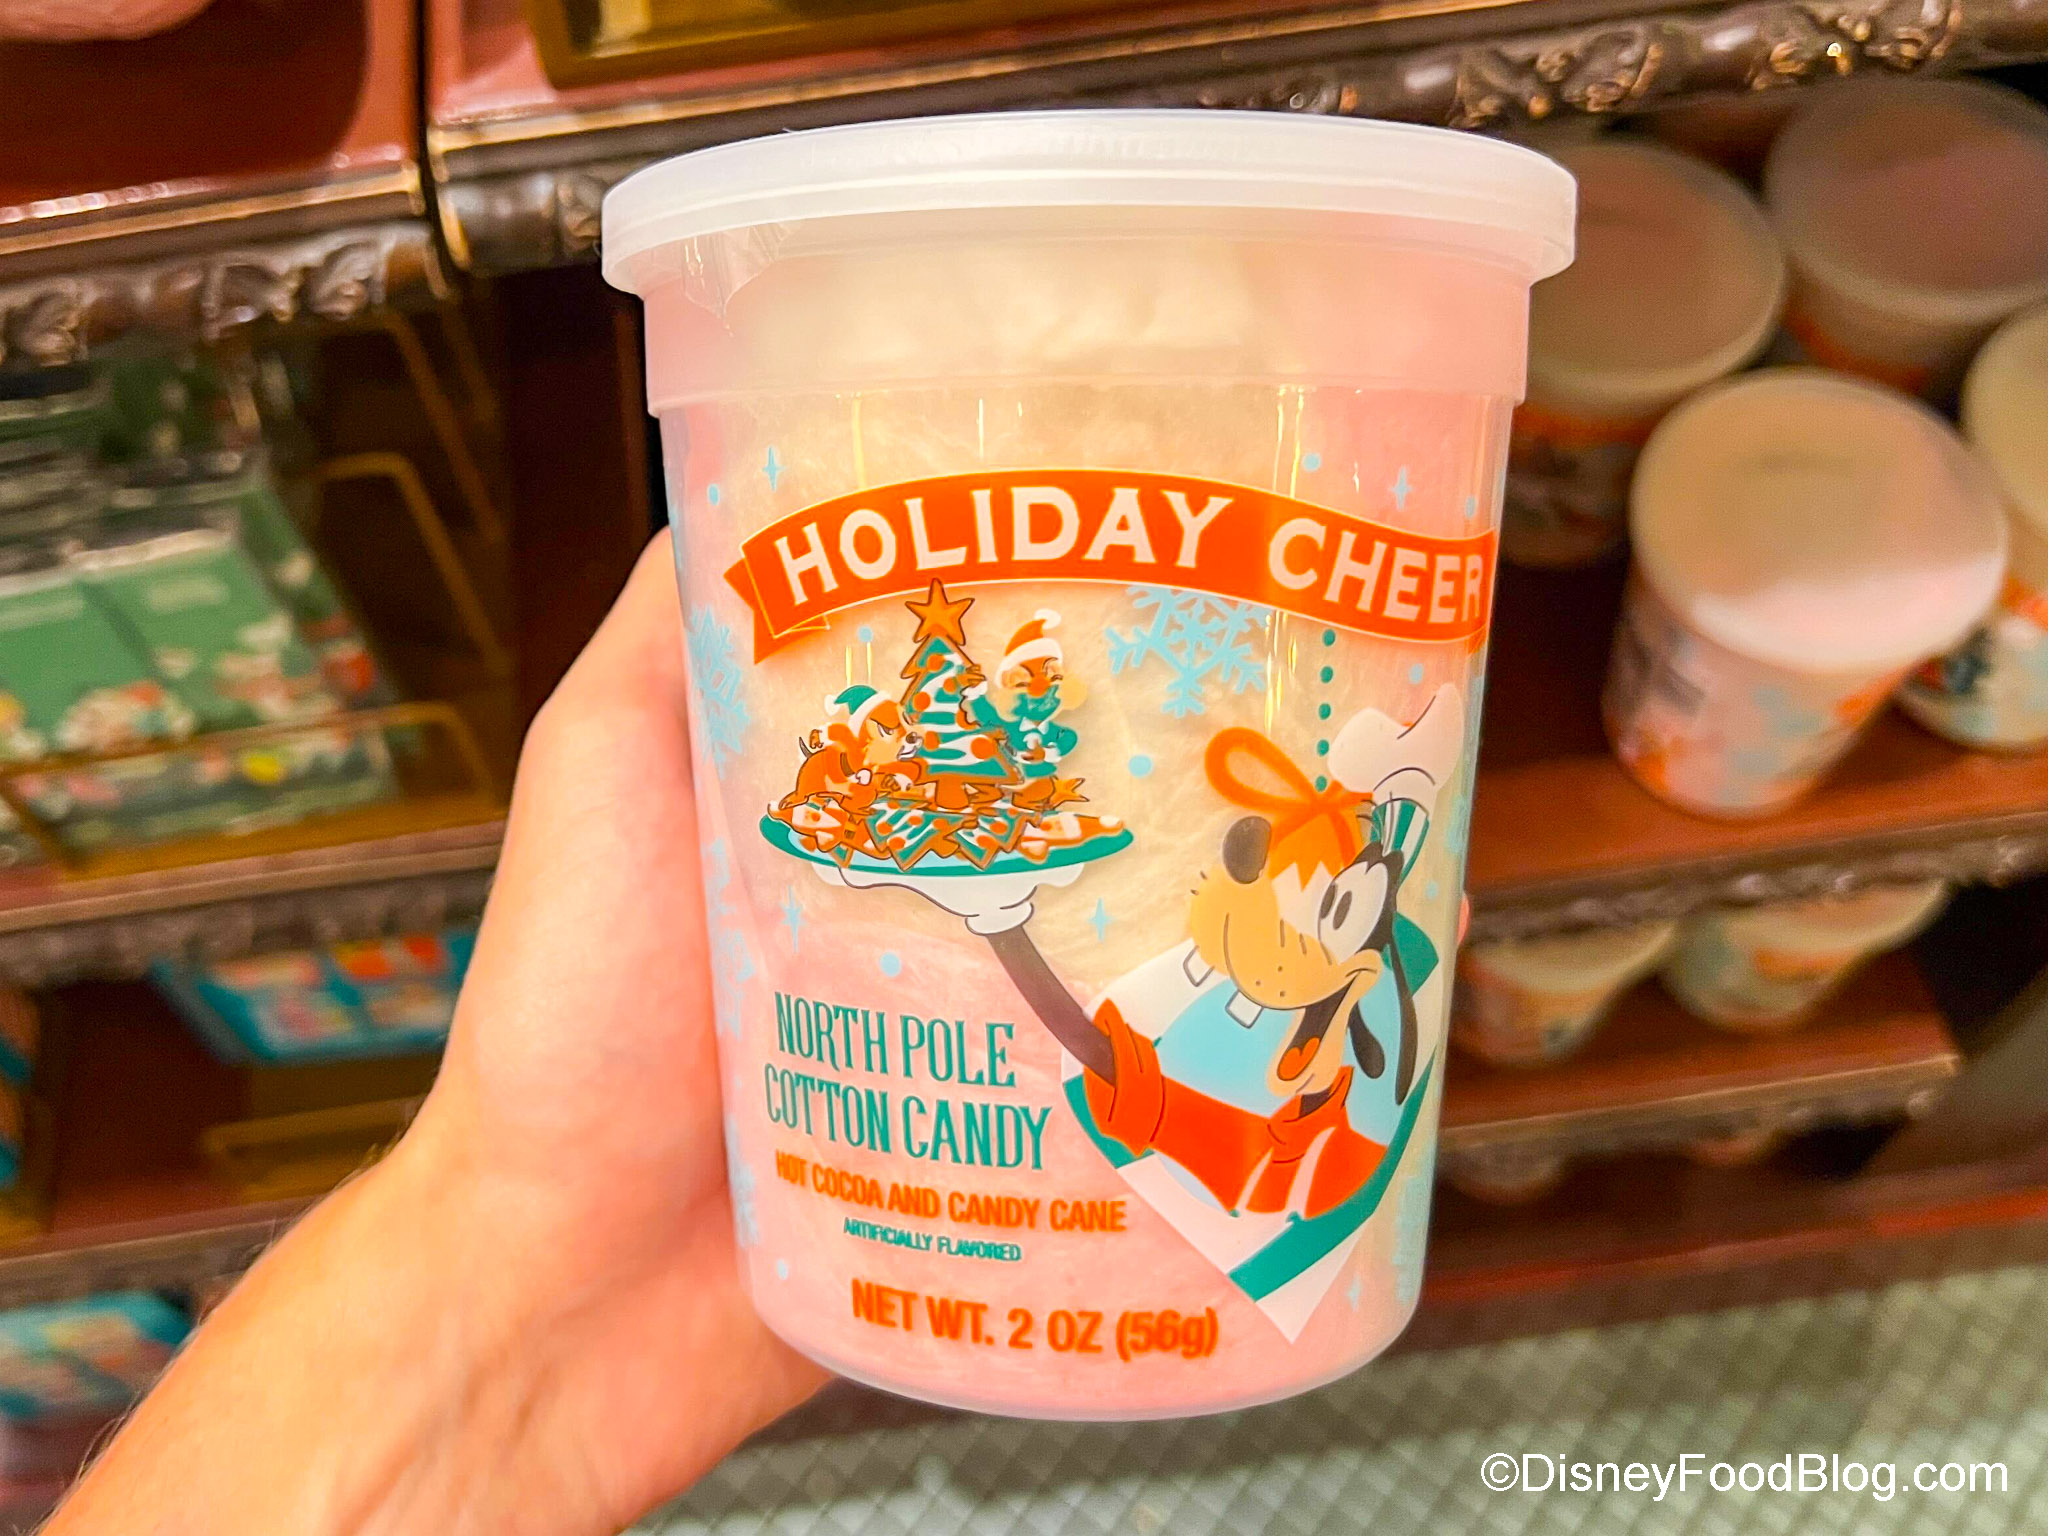 HOLIDAY CHEER
NORTH POLE
COTTON CANDY
HOT COCOA AND CANDY CANE
ARTIFICIALLY FLAVORED
NET WT. 2 OZ (56g)
©DisneyFoodBlog.com